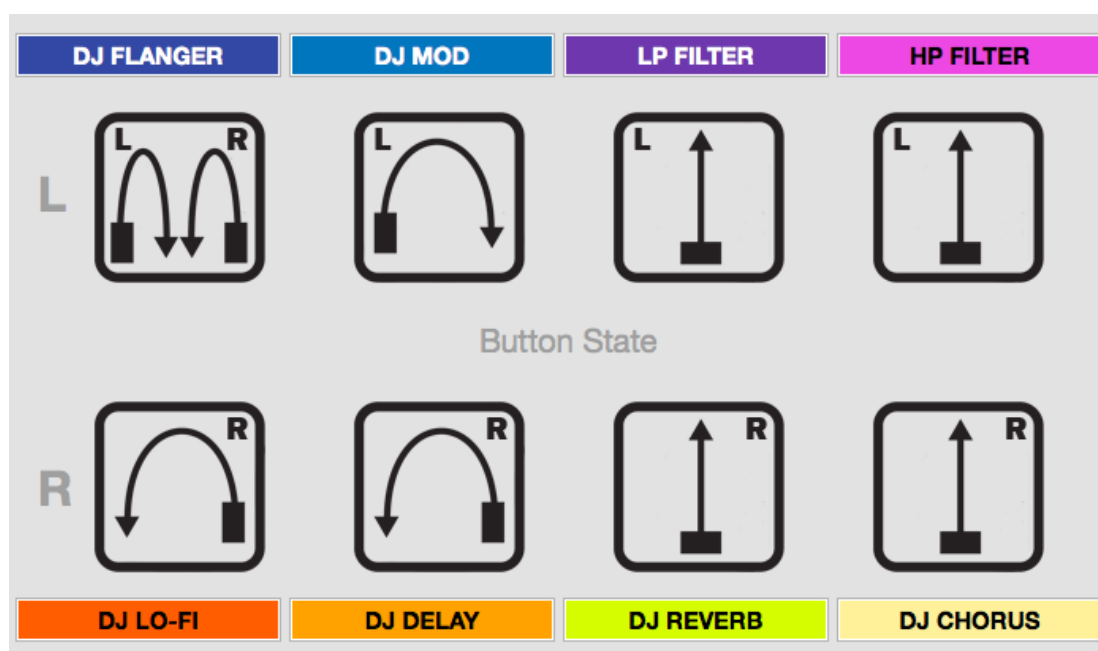 DJ FLANGER DJ MOD LP FILTER HP FILTER
L R L L L
L
Button State
R R R R
R
DJ LO-FI DJ DELAY DJ REVERB DJ CHORUS